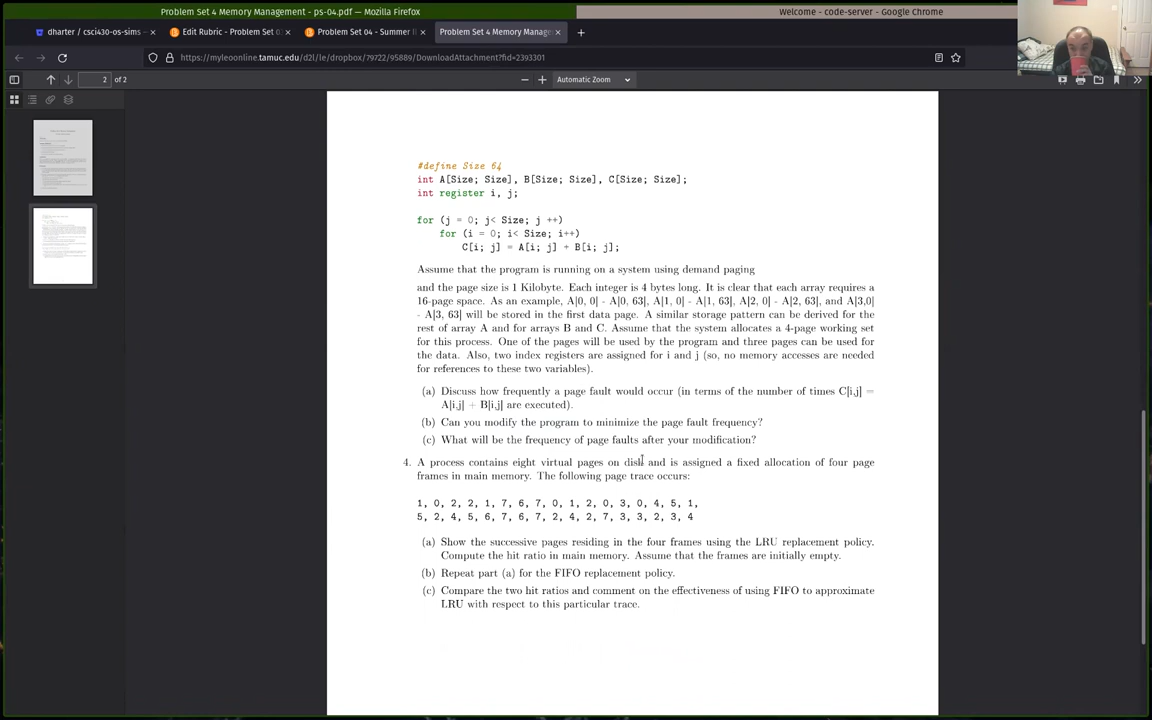 Problem Set 4 Memory Management - ps-04.pdf — Mozilla Firefox
Welcome - code-server - Google Chrome
dharter / csci430-os-sims -
Edit Rubric - Problem Set 0
Problem Set 04 - Summer I
Problem Set 4 Memory Manage
https://myleoonline.tamuc.edu/d2l/le/dropbox/79722/95889/DownloadAttachment?fid=2393301
2 of 2
Automatic Zoom
#define Size 64
int A[Size; Size], B[Size; Size], C[Size; Size];
int register i, j;
for (j = 0; j< Size; j ++)
for (i = 0; i< Size; i++)
C[i; j] = A[i; j] + B[i; j];
Assume that the program is running on a system using demand paging
and the page size is 1 Kilobyte. Each integer is 4 bytes long. It is clear that each array requires a
16-page space. As an example, A[0, 0] - A[0, 63], A[1, 0] - A[1, 63], A[2, 0] - A[2, 63], and A[3,0]
- A[3, 63] will be stored in the first data page. A similar storage pattern can be derived for the
rest of array A and for arrays B and C. Assume that the system allocates a 4-page working set
for this process. One of the pages will be used by the program and three pages can be used for
the data. Also, two index registers are assigned for i and j (so, no memory accesses are needed
for references to these two variables).
(a) Discuss how frequently a page fault would occur (in terms of the number of times C[i,j] =
A[i,j] + B[i,j] are executed).
(b) Can you modify the program to minimize the page fault frequency?
(c) What will be the frequency of page faults after your modification?
4. A process contains eight virtual pages on disk and is assigned a fixed allocation of four page
frames in main memory. The following page trace occurs:
1, 0, 2, 2, 1, 7, 6, 7, 0, 1, 2, 0, 3, 0, 4, 5, 1,
5, 2, 4, 5, 6, 7, 6, 7, 2, 4, 2, 7, 3, 3, 2, 3, 4
(a) Show the successive pages residing in the four frames using the LRU replacement policy.
Compute the hit ratio in main memory. Assume that the frames are initially empty.
(b) Repeat part (a) for the FIFO replacement policy.
(c) Compare the two hit ratios and comment on the effectiveness of using FIFO to approximate
LRU with respect to this particular trace.